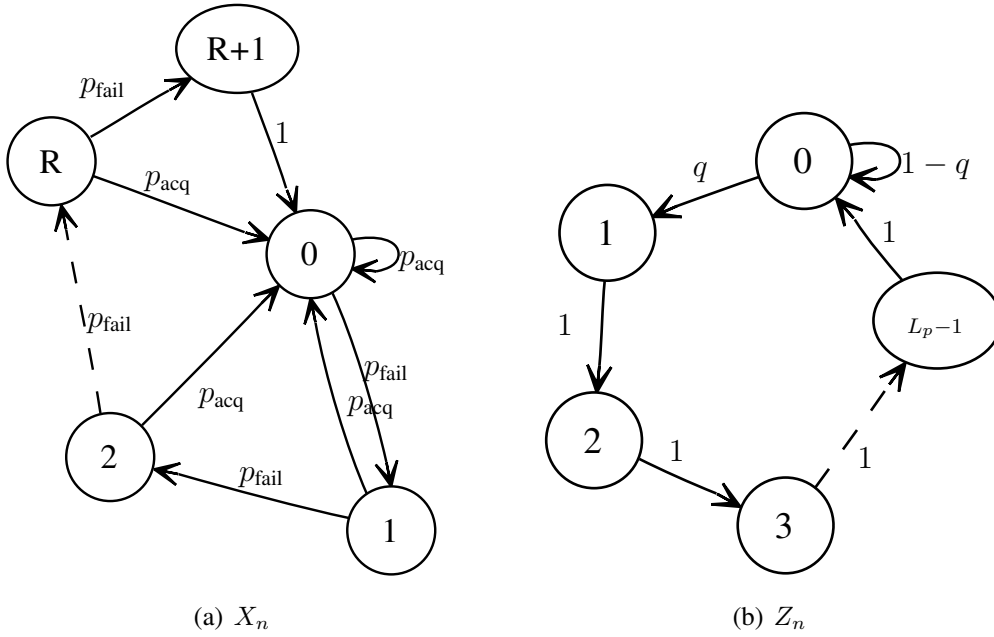 R+1
p_fail
1
R
p_acq
0
p_acq
p_fail
p_fail
p_acq
p_acq
2
p_fail
1
(a) X_n
0
q
1 − q
1
1
L_p−1
1
2
1
1
3
(b) Z_n